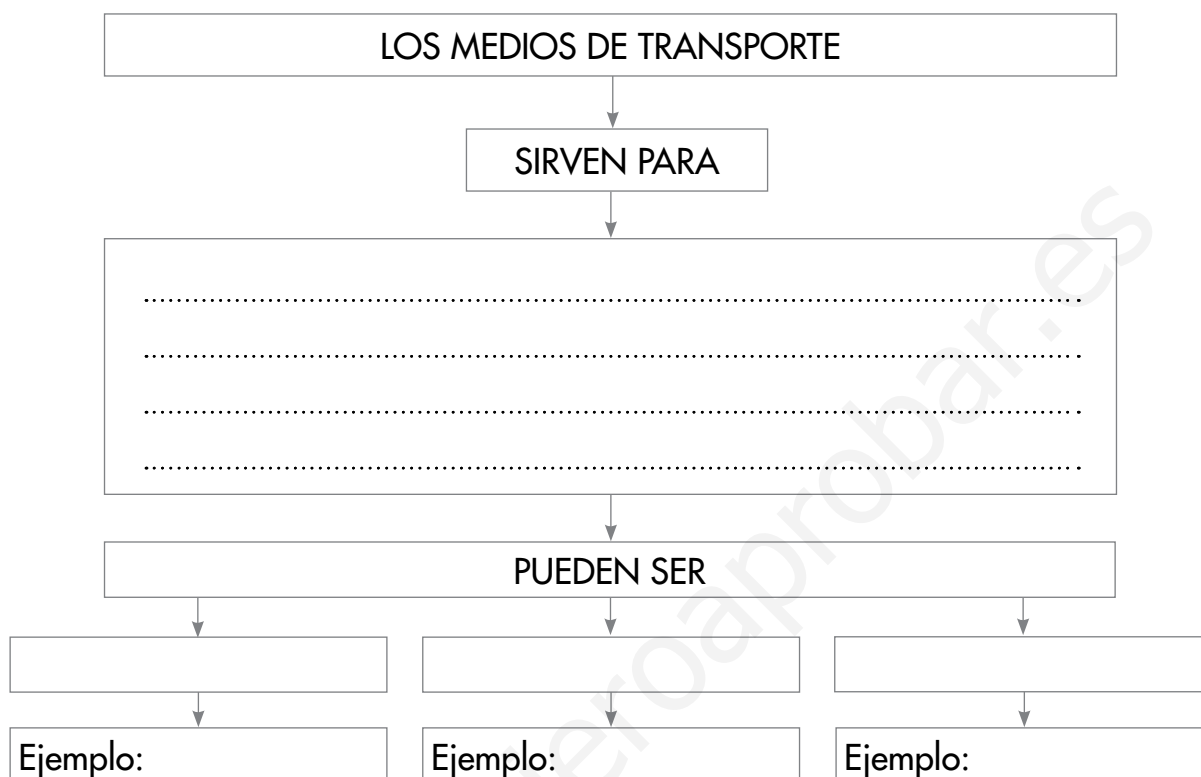 LOS MEDIOS DE TRANSPORTE
SIRVEN PARA
PUEDEN SER
Ejemplo:
Ejemplo:
Ejemplo: